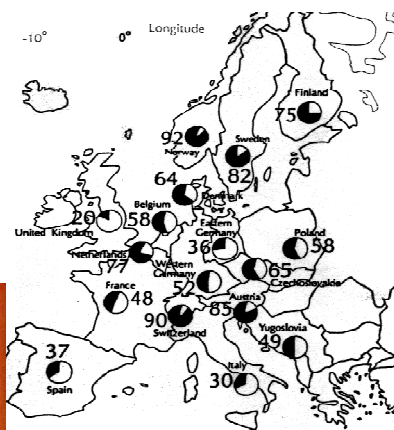 -10°
0°
Longitude
Finland
75
92
Norway
Sweden
82
64
Denmark
Belgium
58
20
United Kingdom
Eastern
Germany
36
Poland
58
Netherlands
77
Western
Germany
52
65
Czechoslovakia
France
48
90
Switzerland
Austria
85
Yugoslovia
49
37
Spain
Italy
30